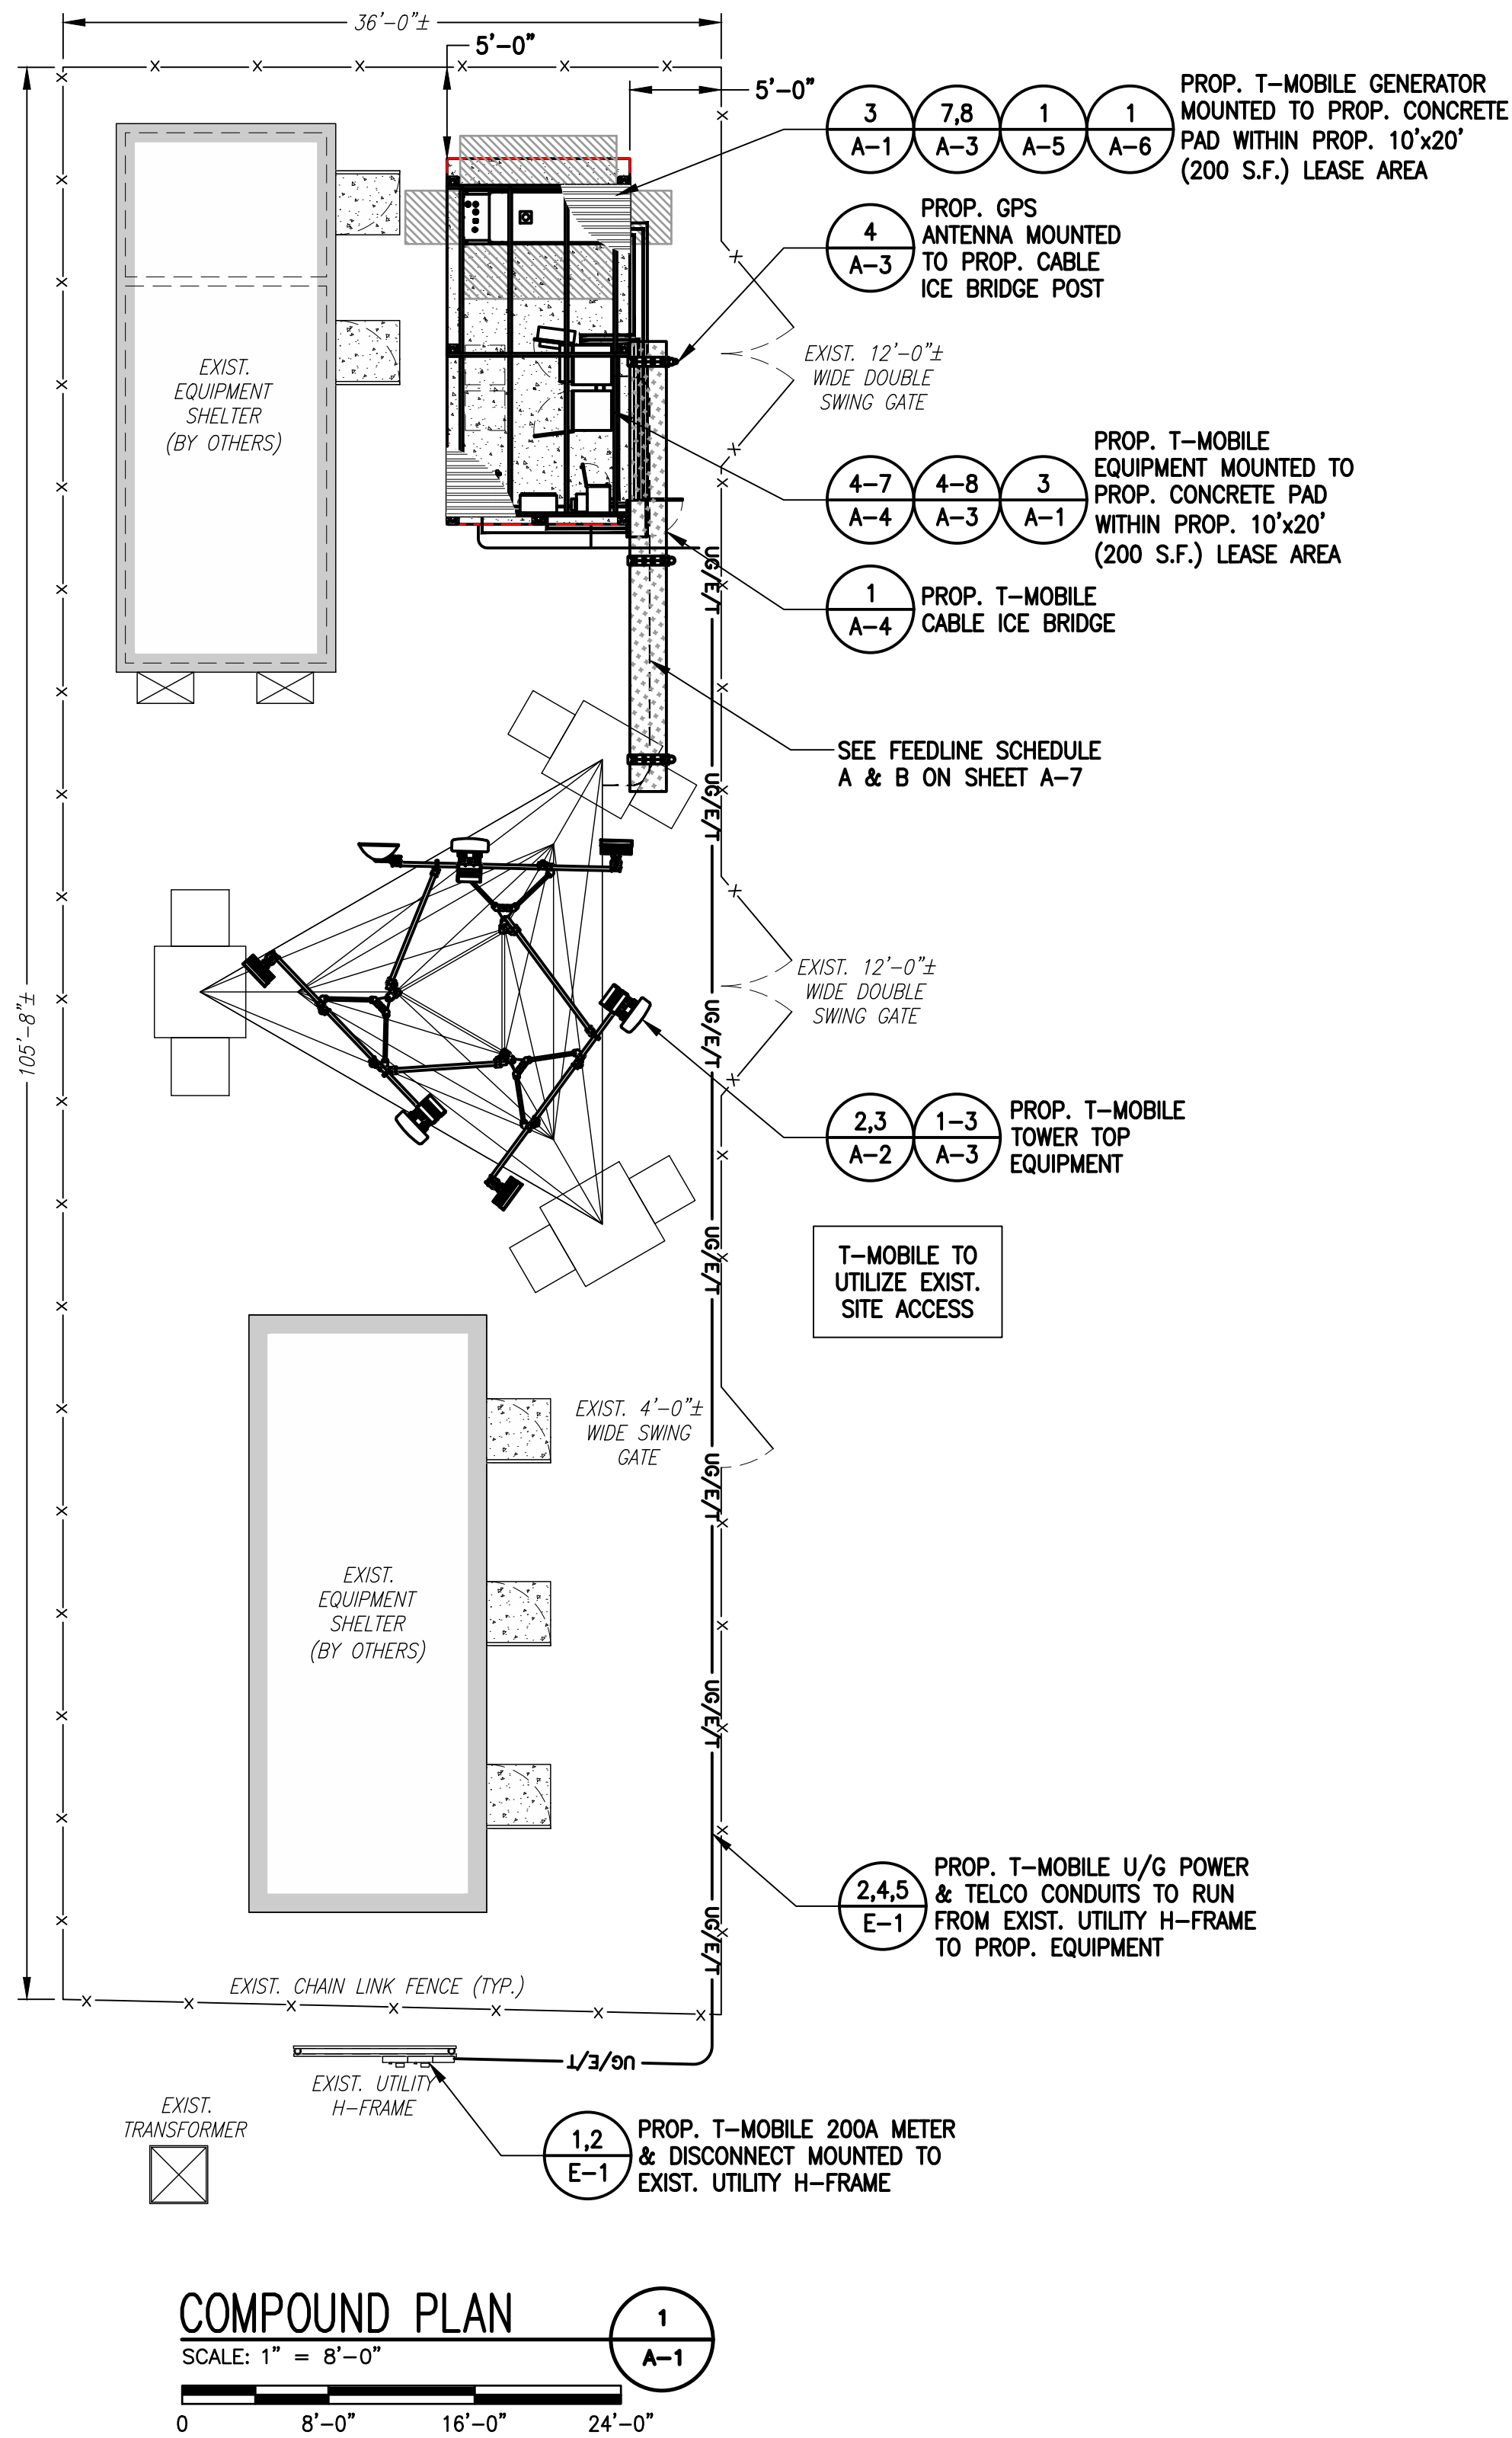 36'-0"±
5'-0"
5'-0"
3
A-1
7,8
A-3
1
A-5
1
A-6
PROP. T-MOBILE GENERATOR
MOUNTED TO PROP. CONCRETE
PAD WITHIN PROP. 10'x20'
(200 S.F.) LEASE AREA
4
A-3
PROP. GPS
ANTENNA MOUNTED
TO PROP. CABLE
ICE BRIDGE POST
EXIST.
EQUIPMENT
SHELTER
(BY OTHERS)
EXIST. 12'-0"±
WIDE DOUBLE
SWING GATE
4-7
A-4
4-8
A-3
3
A-1
PROP. T-MOBILE
EQUIPMENT MOUNTED TO
PROP. CONCRETE PAD
WITHIN PROP. 10'x20'
(200 S.F.) LEASE AREA
UG/E/T
1
A-4
PROP. T-MOBILE
CABLE ICE BRIDGE
SEE FEEDLINE SCHEDULE
A & B ON SHEET A-7
UG/E/T
EXIST. 12'-0"±
WIDE DOUBLE
SWING GATE
105'-8"±
UG/E/T
2,3
A-2
1-3
A-3
PROP. T-MOBILE
TOWER TOP
EQUIPMENT
UG/E/T
T-MOBILE TO
UTILIZE EXIST.
SITE ACCESS
EXIST. 4'-0"±
WIDE SWING
GATE
UG/E/T
EXIST.
EQUIPMENT
SHELTER
(BY OTHERS)
UG/E/T
2,4,5
E-1
PROP. T-MOBILE U/G POWER
& TELCO CONDUITS TO RUN
FROM EXIST. UTILITY H-FRAME
TO PROP. EQUIPMENT
UG/E/T
EXIST. CHAIN LINK FENCE (TYP.)
UG/E/T
EXIST. UTILITY
H-FRAME
EXIST.
TRANSFORMER
1,2
E-1
PROP. T-MOBILE 200A METER
& DISCONNECT MOUNTED TO
EXIST. UTILITY H-FRAME
COMPOUND PLAN
1
A-1
SCALE: 1" = 8'-0"
0 8'-0" 16'-0" 24'-0"